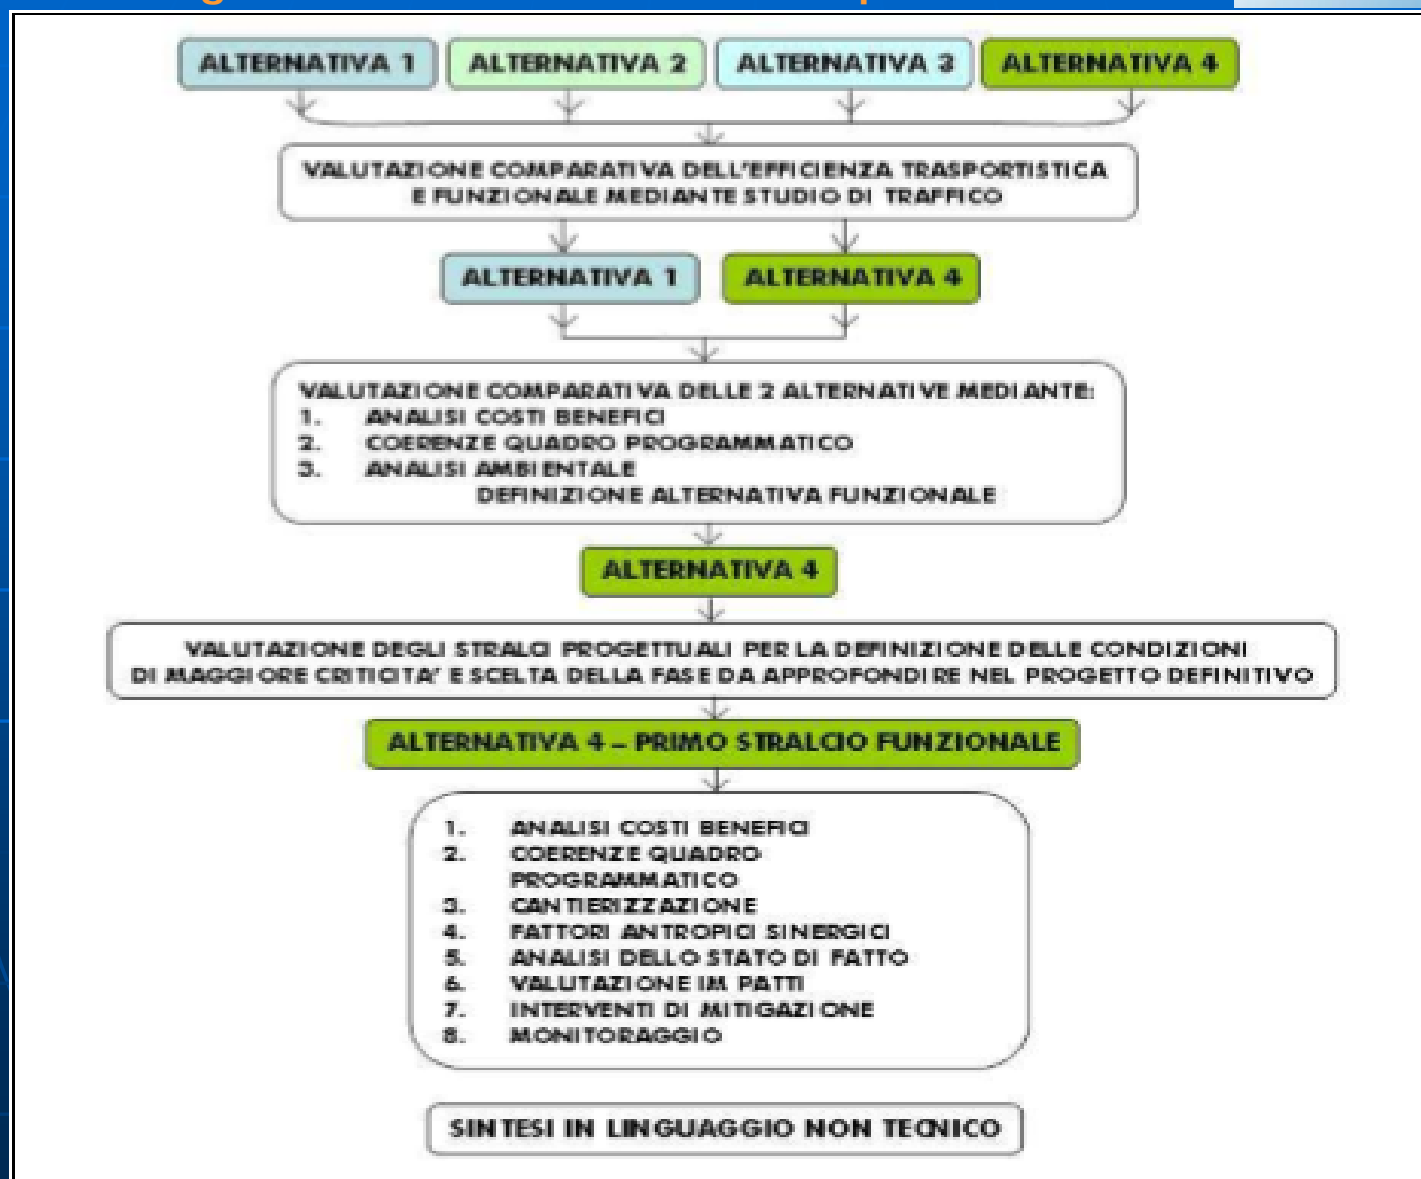 ALTERNATIVA 1 ALTERNATIVA 2 ALTERNATIVA 3 ALTERNATIVA 4
VALUTAZIONE COMPARATIVA DELL'EFFICIENZA TRASPORTISTICA
E FUNZIONALE MEDIANTE STUDIO DI TRAFFICO
ALTERNATIVA 1 ALTERNATIVA 4
VALUTAZIONE COMPARATIVA DELLE 2 ALTERNATIVE MEDIANTE:
1. ANALISI COSTI BENEFICI
2. COERENZE QUADRO PROGRAMMATICO
3. ANALISI AMBIENTALE
DEFINIZIONE ALTERNATIVA FUNZIONALE
ALTERNATIVA 4
VALUTAZIONE DEGLI STRALCI PROGETTUALI PER LA DEFINIZIONE DELLE CONDIZIONI
DI MAGGIORE CRITICITA' E SCELTA DELLA FASE DA APPROFONDIRE NEL PROGETTO DEFINITIVO
ALTERNATIVA 4 – PRIMO STRALCIO FUNZIONALE
1. ANALISI COSTI BENEFICI
2. COERENZE QUADRO
PROGRAMMATICO
3. CANTIERIZZAZIONE
4. FATTORI ANTROPICI SINERGICI
5. ANALISI DELLO STATO DI FATTO
6. VALUTAZIONE IMPATTI
7. INTERVENTI DI MITIGAZIONE
8. MONITORAGGIO
SINTESI IN LINGUAGGIO NON TECNICO